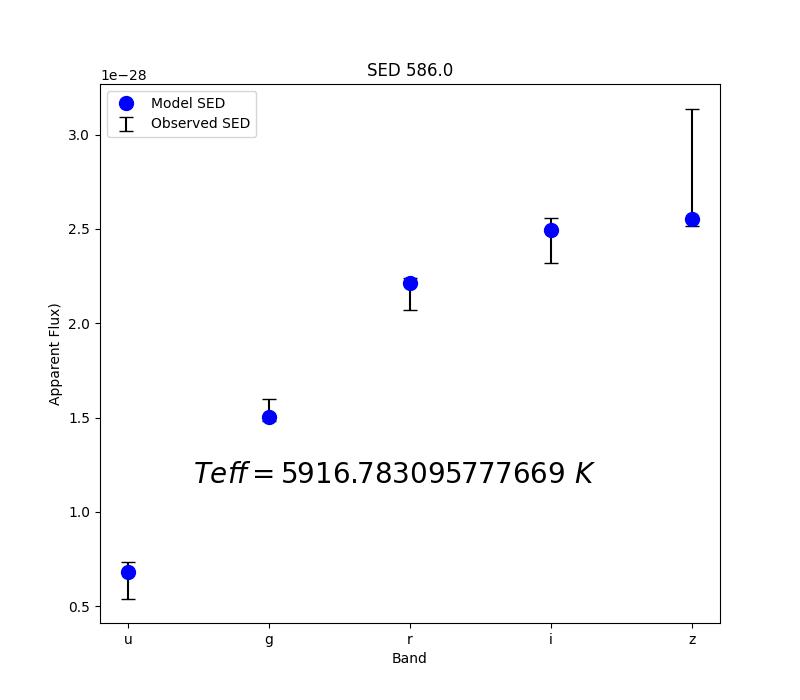 SED 586.0
1e−28
Model SED
Observed SED
3.0
2.5
2.0
1.5
1.0
0.5
Apparent Flux)
Teff = 5916.783095777669 K
u g r i z
Band